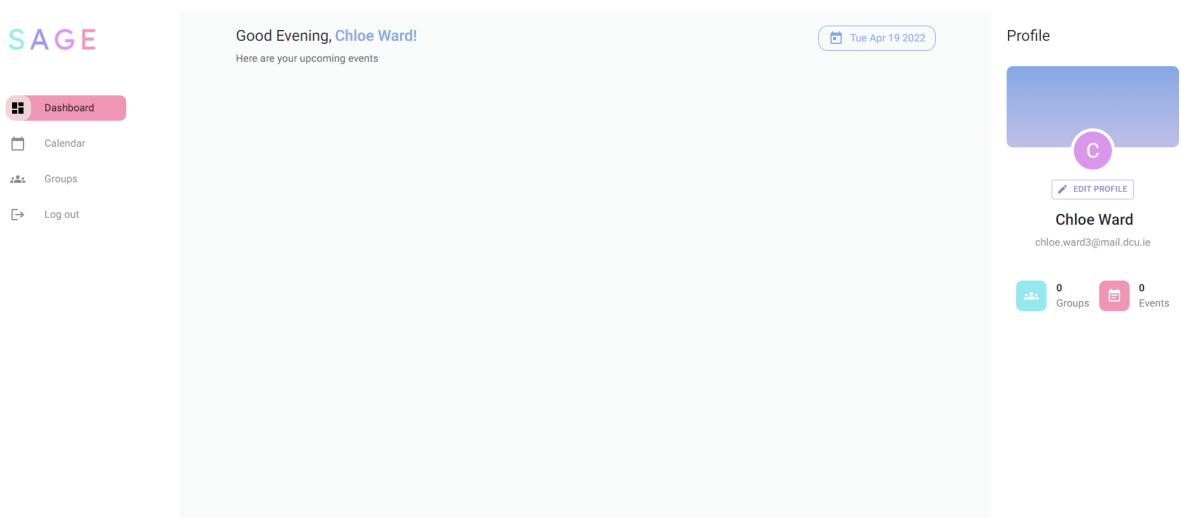 SAGE
Dashboard
Calendar
Groups
Log out
Good Evening, Chloe Ward!
Here are your upcoming events
Tue Apr 19 2022
Profile
C
EDIT PROFILE
Chloe Ward
chloe.ward3@mail.dcu.ie
0
Groups
0
Events